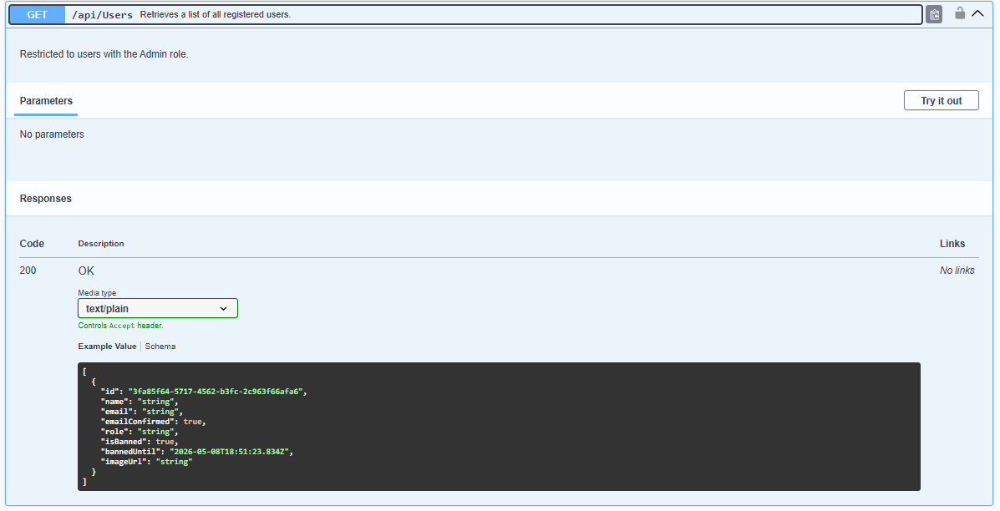 GET /api/Users Retrieves a list of all registered users.
Restricted to users with the Admin role.
Parameters
Try it out
No parameters
Responses
Code Description Links
200 OK No links
Media type
text/plain
Controls Accept header.
Example Value Schema
[
  {
    "id": "3fa85f64-5717-4562-b3fc-2c963f66afa6",
    "name": "string",
    "email": "string",
    "emailConfirmed": true,
    "role": "string",
    "isBanned": true,
    "bannedUntil": "2026-05-08T18:51:23.834Z",
    "imageUrl": "string"
  }
]